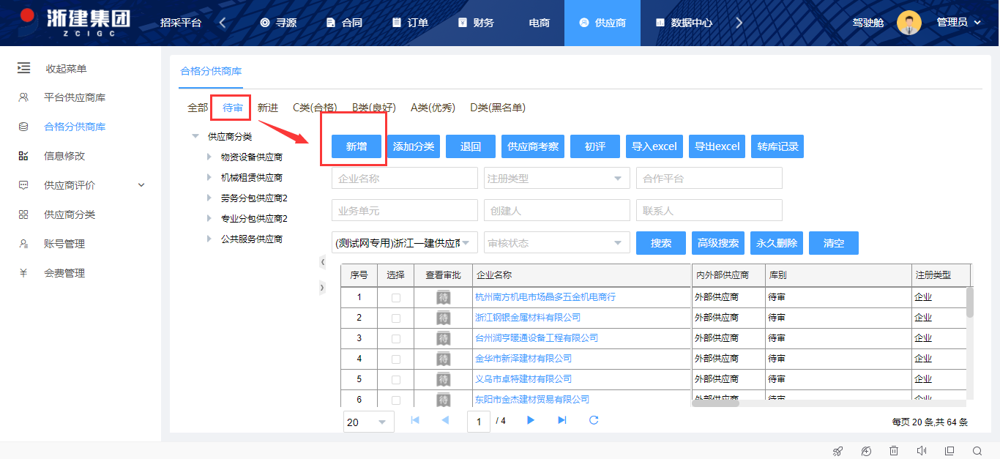 浙建集团 招采平台 寻源 合同 订单 财务 电商 供应商 数据中心 驾驶舱 管理员
ZCIGC
收起菜单
平台供应商库
合格分供商库
信息修改
供应商评价
供应商分类
账号管理
会费管理
合格分供商库
全部 待审 新进 C类(合格) B类(良好) A类(优秀) D类(黑名单)
供应商分类
物资设备供应商
机械租赁供应商
劳务分包供应商2
专业分包供应商2
公共服务供应商
新增 添加分类 退回 供应商考察 初评 导入excel 导出excel 转库记录
企业名称 注册类型 合作平台
业务单元 创建人 联系人
(测试网专用)浙江一建供应商 审核状态 搜索 高级搜索 永久删除 清空
序号 选择 查看审批 企业名称 内外部供应商 库别 注册类型
1 待 杭州南方机电市场晶多五金机电商行 外部供应商 待审 企业
2 待 浙江钢银金属材料有限公司 外部供应商 待审 企业
3 待 台州润亨暖通设备工程有限公司 外部供应商 待审 企业
4 待 金华市新泽建材有限公司 外部供应商 待审 企业
5 待 义乌市卓特建材有限公司 外部供应商 待审 企业
6 待 东阳市金杰建材贸易有限公司 外部供应商 待审 企业
20 1 / 4 每页 20 条,共 64 条